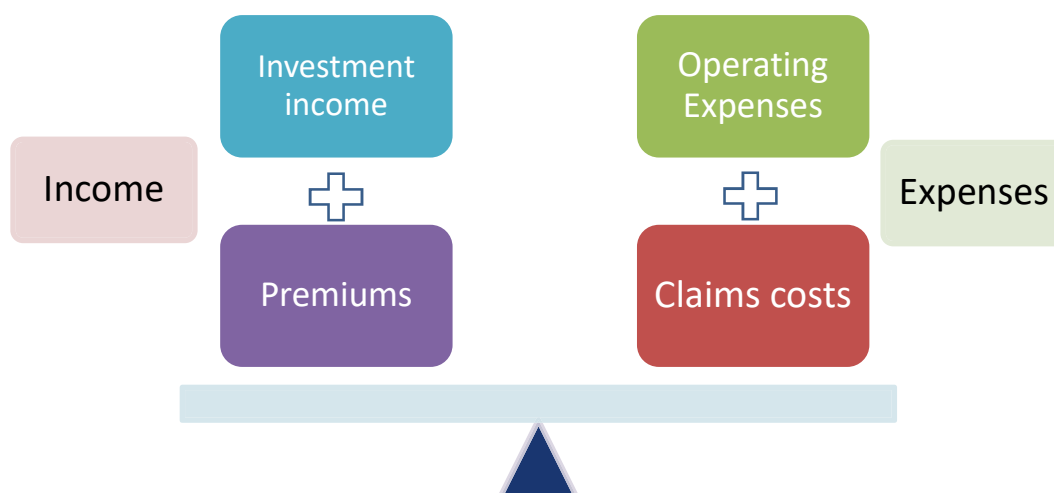 Investment
income
Operating
Expenses
Income
Expenses
Premiums
Claims costs